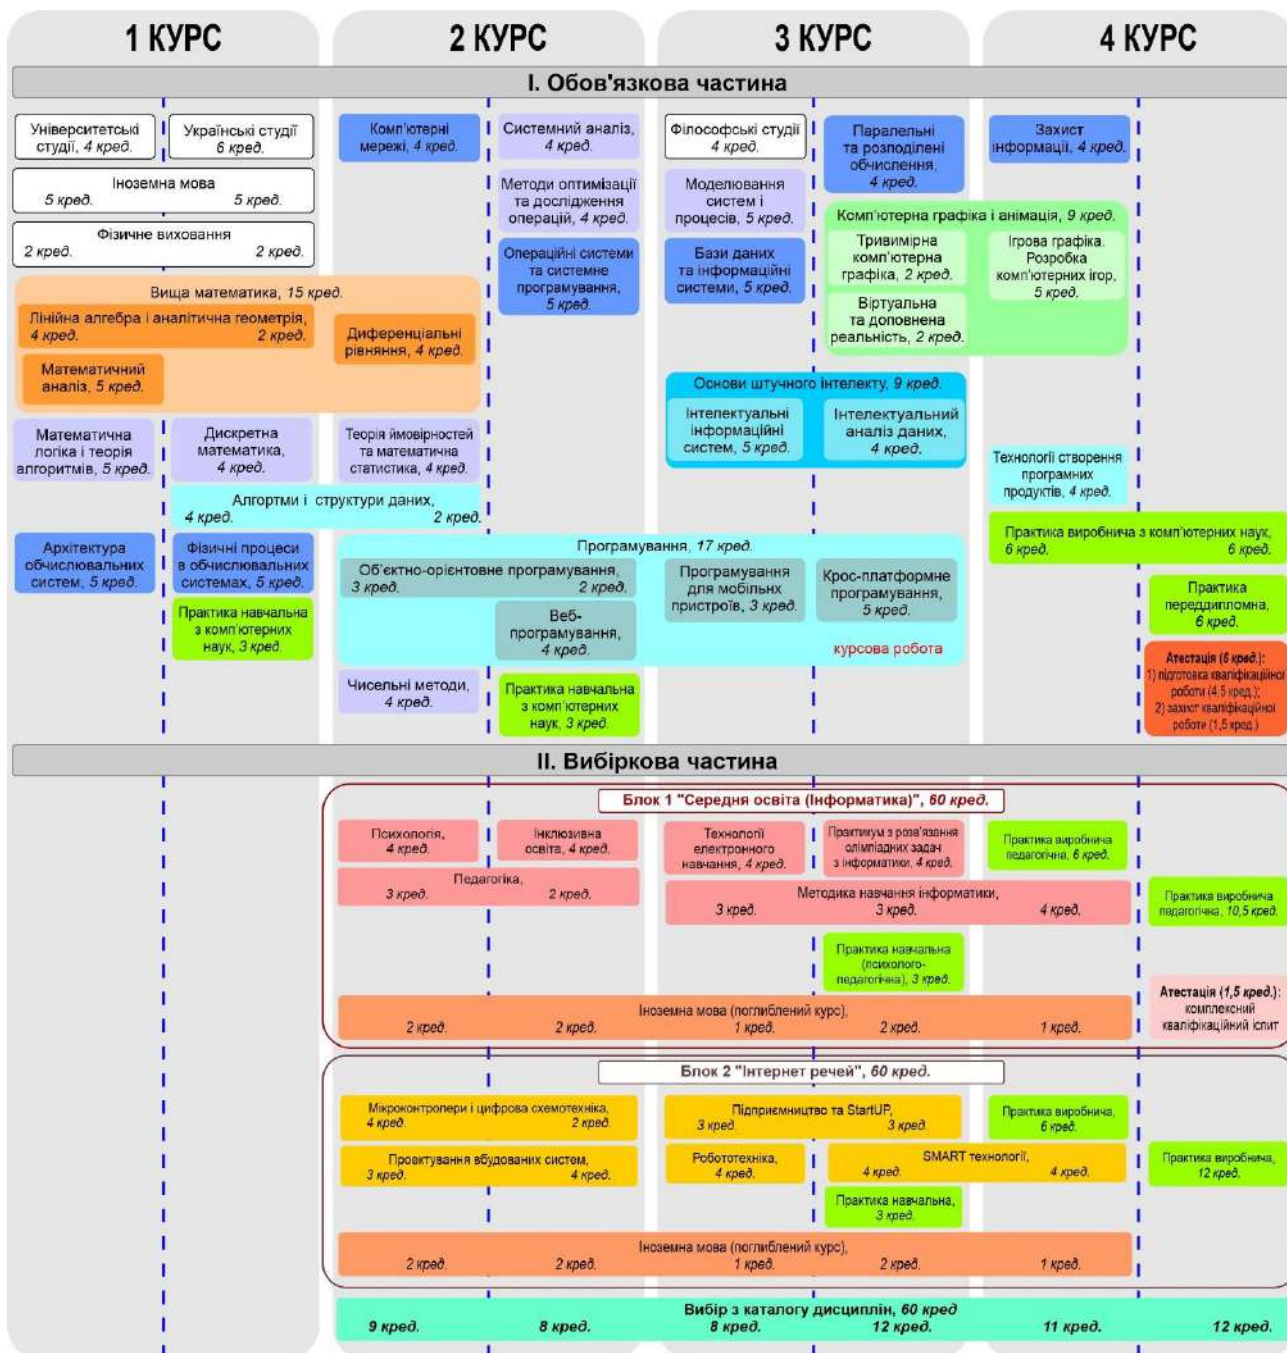 1 КУРС
2 КУРС
3 КУРС
4 КУРС
I. Обов'язкова частина
Університетські
студії, 4 кред.
Українські студії
6 кред.
Іноземна мова
5 кред. 5 кред.
Фізичне виховання
2 кред. 2 кред.
Вища математика, 15 кред.
Лінійна алгебра і аналітична геометрія,
4 кред. 2 кред.
Математичний
аналіз, 5 кред.
Диференціальні
рівняння, 4 кред.
Математична
логіка і теорія
алгоритмів, 5 кред.
Дискретна
математика,
4 кред.
Теорія ймовірностей
та математична
статистика, 4 кред.
Алгортми і структури даних,
4 кред. 2 кред.
Архітектура
обчислювальних
систем, 5 кред.
Фізичні процеси
в обчислювальних
системах, 5 кред.
Практика навчальна
з комп'ютерних
наук, 3 кред.
Комп'ютерні
мережі, 4 кред.
Системний аналіз,
4 кред.
Методи оптимізації
та дослідження
операцій, 4 кред.
Операційні системи
та системне
програмування,
5 кред.
Філософські студії
4 кред.
Моделювання
систем і
процесів, 5 кред.
Бази даних
та інформаційні
системи, 5 кред.
Паралельні
та розподілені
обчислення,
4 кред.
Захист
інформації, 4 кред.
Комп'ютерна графіка і анімація, 9 кред.
Тривимірна
комп'ютерна
графіка, 2 кред.
Ігрова графіка.
Розробка
комп'ютерних ігор,
5 кред.
Віртуальна
та доповнена
реальність, 2 кред.
Основи штучного інтелекту, 9 кред.
Інтелектуальні
інформаційні
систем, 5 кред.
Інтелектуальний
аналіз даних,
4 кред.
Технології створення
програмних
продуктів, 4 кред.
Практика виробнича з комп'ютерних наук,
6 кред. 6 кред.
Програмування, 17 кред.
Об'єктно-орієнтовне програмування,
3 кред. 2 кред.
Веб-
програмування,
4 кред.
Програмування
для мобільних
пристроїв, 3 кред.
Крос-платформне
програмування,
5 кред.
курсова робота
Практика
переддипломна,
6 кред.
Чисельні методи,
4 кред.
Практика навчальна
з комп'ютерних
наук, 3 кред.
Атестація (6 кред.):
1) підготовка кваліфікаційної
роботи (4,5 кред.);
2) захист кваліфікаційної
роботи (1,5 кред.)
II. Вибіркова частина
Блок 1 "Середня освіта (Інформатика)", 60 кред.
Психологія,
4 кред.
Інклюзивна
освіта, 4 кред.
Технології
електронного
навчання, 4 кред.
Практикум з розв'язання
олімпіадних задач
з інформатики, 4 кред.
Практика виробнича
педагогічна, 6 кред.
Педагогіка,
3 кред. 2 кред.
Методика навчання інформатики,
3 кред. 3 кред. 4 кред.
Практика виробнича
педагогічна, 10,5 кред.
Практика навчальна
(психолого-
педагогічна), 3 кред.
Іноземна мова (поглиблений курс),
2 кред. 2 кред. 1 кред. 2 кред. 1 кред.
Атестація (1,5 кред.):
комплексний
кваліфікаційний іспит
Блок 2 "Інтернет речей", 60 кред.
Мікроконтролери і цифрова схемотехніка,
4 кред. 2 кред.
Підприємництво та StartUP,
3 кред. 3 кред.
Практика виробнича,
6 кред.
Проектування вбудованих систем,
3 кред. 4 кред.
Робототехніка,
4 кред.
SMART технології,
4 кред. 4 кред.
Практика виробнича,
12 кред.
Практика навчальна,
3 кред.
Іноземна мова (поглиблений курс),
2 кред. 2 кред. 1 кред. 2 кред. 1 кред.
Вибір з каталогу дисциплін, 60 кред
9 кред. 8 кред. 8 кред. 12 кред. 11 кред. 12 кред.